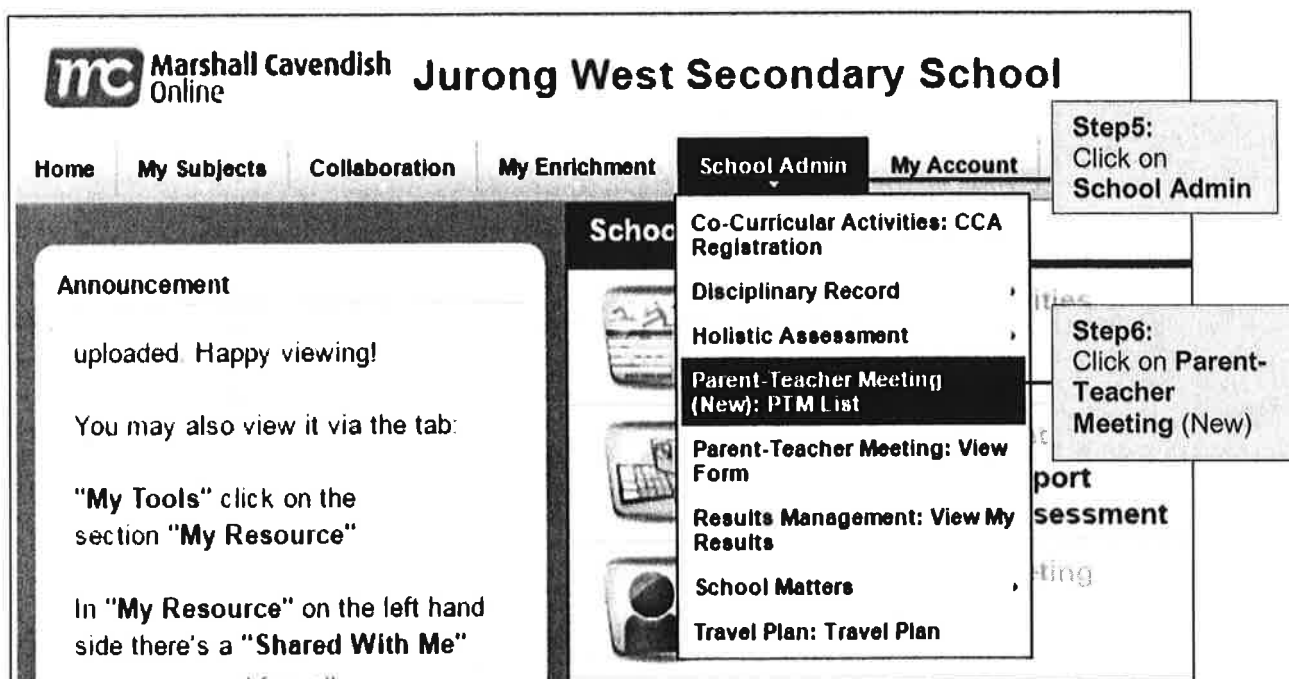 mc Marshall Cavendish Online Jurong West Secondary School
Home My Subjects Collaboration My Enrichment School Admin My Account
Step5:
Click on
School Admin
Schoo
Co-Curricular Activities: CCA
Registration
Disciplinary Record
Holistic Assessment
Parent-Teacher Meeting
(New): PTM List
Parent-Teacher Meeting: View
Form
Results Management: View My
Results
School Matters
Travel Plan: Travel Plan
ities
port
sessment
eting
Step6:
Click on Parent-
Teacher
Meeting (New)
Announcement
uploaded. Happy viewing!
You may also view it via the tab:
"My Tools" click on the
section "My Resource"
In "My Resource" on the left hand
side there's a "Shared With Me"